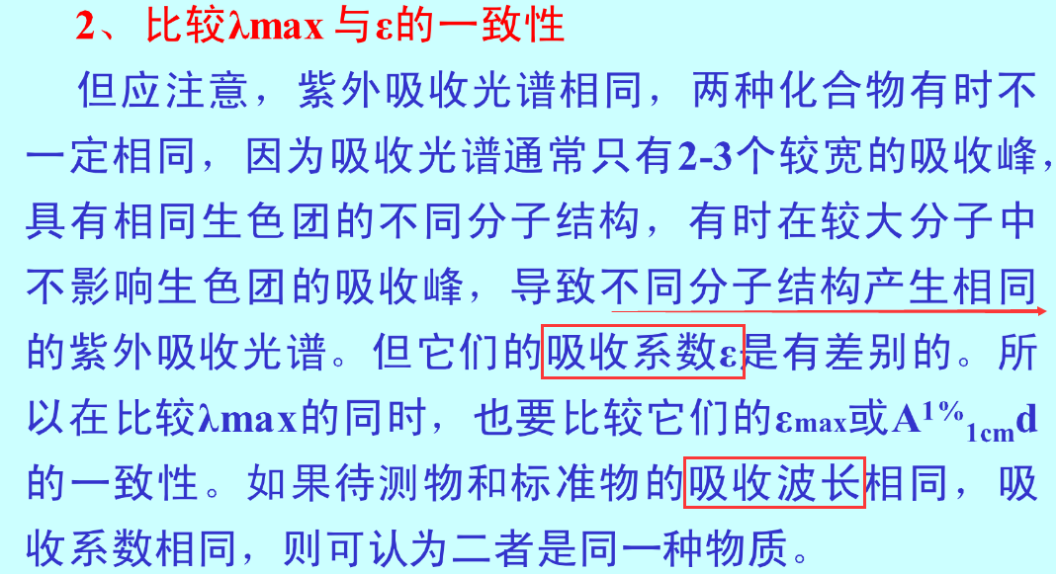 2、比较λmax 与ε的一致性
但应注意，紫外吸收光谱相同，两种化合物有时不
一定相同，因为吸收光谱通常只有2-3个较宽的吸收峰，
具有相同生色团的不同分子结构，有时在较大分子中
不影响生色团的吸收峰，导致不同分子结构产生相同
的紫外吸收光谱。但它们的吸收系数ε是有差别的。所
以在比较λmax的同时，也要比较它们的εmax或A1%1cmd
的一致性。如果待测物和标准物的吸收波长相同，吸
收系数相同，则可认为二者是同一种物质。